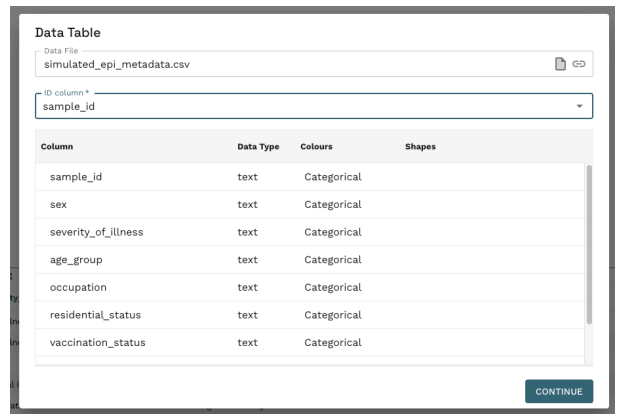 Data Table
Data File
simulated_epi_metadata.csv
ID column *
sample_id
Column Data Type Colours Shapes
sample_id text Categorical
sex text Categorical
severity_of_illness text Categorical
age_group text Categorical
occupation text Categorical
residential_status text Categorical
vaccination_status text Categorical
CONTINUE